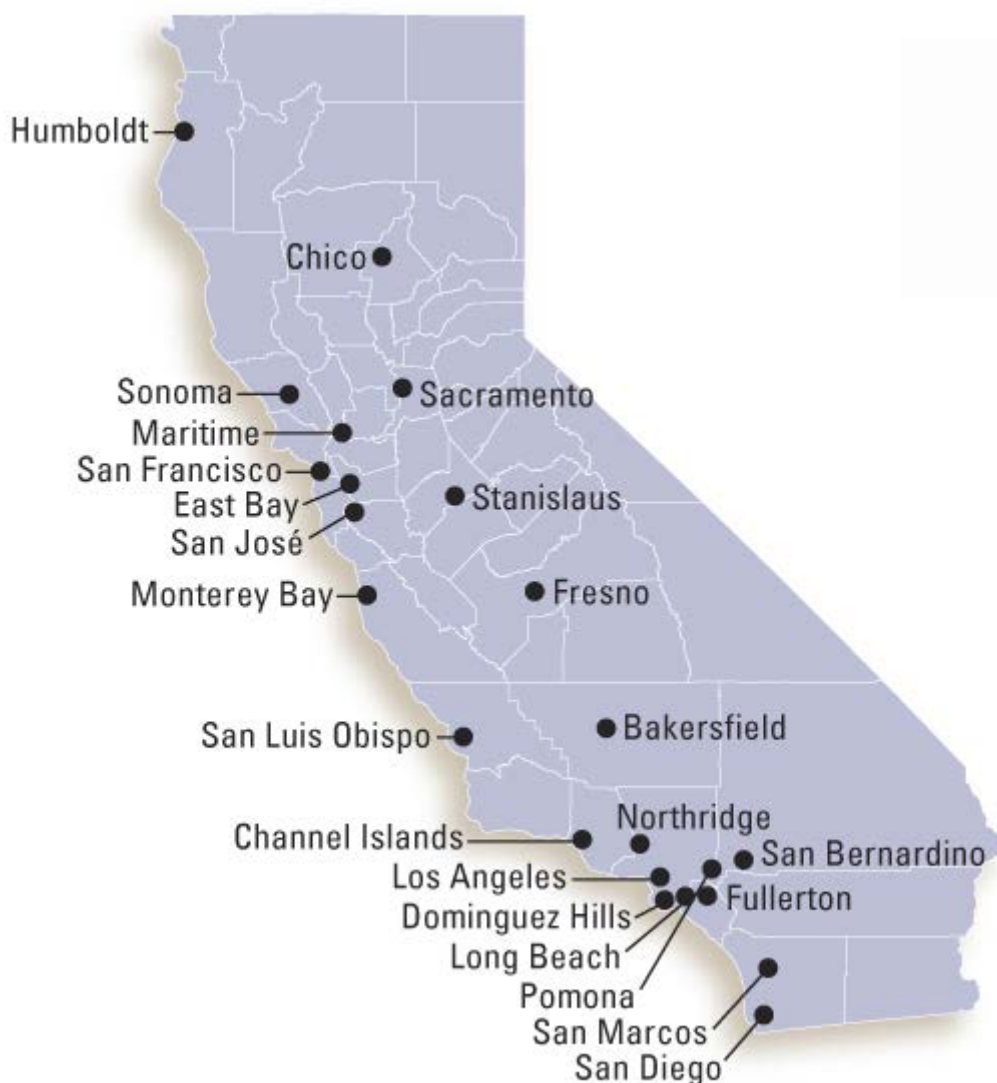 Humboldt
Chico
Sonoma
Sacramento
Maritime
San Francisco
East Bay
Stanislaus
San José
Monterey Bay
Fresno
San Luis Obispo
Bakersfield
Channel Islands
Northridge
San Bernardino
Los Angeles
Dominguez Hills
Fullerton
Long Beach
Pomona
San Marcos
San Diego